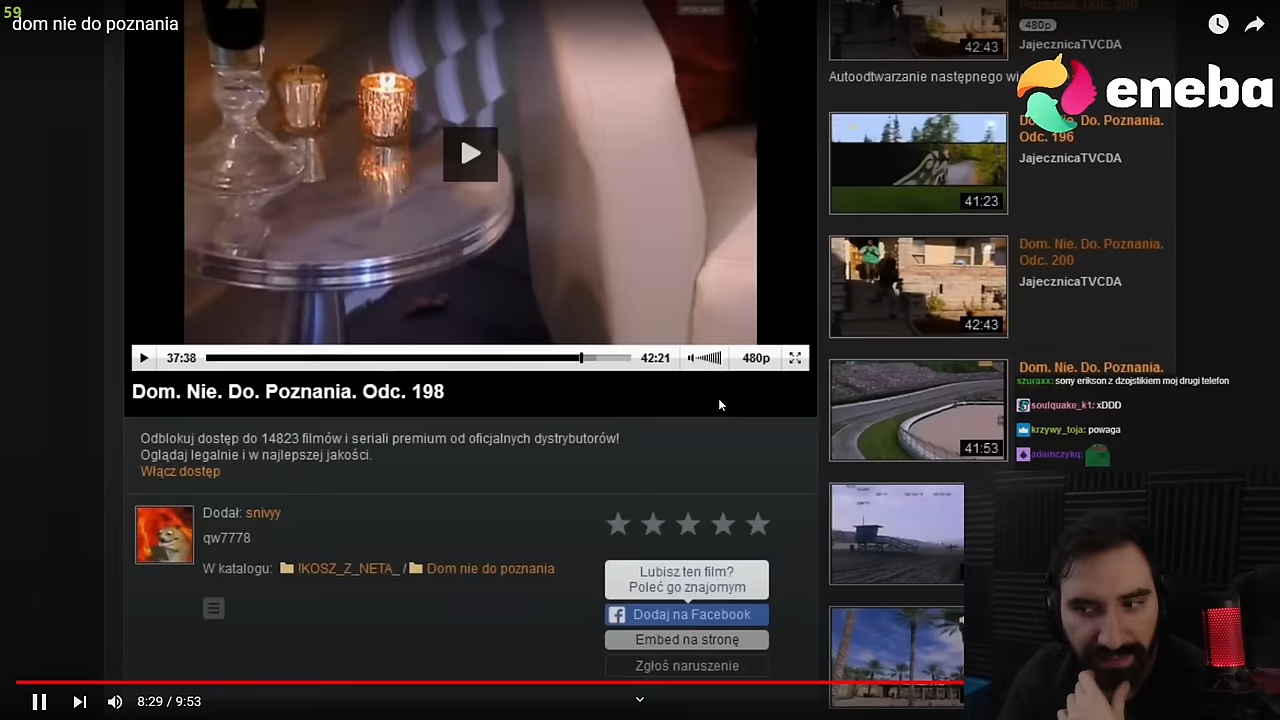 59
dom nie do poznania
480p
42:43
JajecznicaTVCDA
Autoodtwarzanie następnego wi
eneba
Do. Poznania.
Odc. 196
JajecznicaTVCDA
41:23
Dom. Nie. Do. Poznania.
Odc. 200
JajecznicaTVCDA
42:43
37:38
42:21
480p
Dom. Nie. Do. Poznania. Odc. 198
Dom. Nie. Do. Poznania.
szuraxx: sony erikson z dzojstikiem moj drugi telefon
soulquake_k1: xDDD
krzywy_toja: powaga
adamczykq:
41:53
Odblokuj dostęp do 14823 filmów i seriali premium od oficjalnych dystrybutorów!
Oglądaj legalnie i w najlepszej jakości.
Włącz dostęp
Dodał: snivyy
qw7778
W katalogu: !KOSZ_Z_NETA_ / Dom nie do poznania
Lubisz ten film?
Poleć go znajomym
Dodaj na Facebook
Embed na stronę
Zgłoś naruszenie
8:29 / 9:53